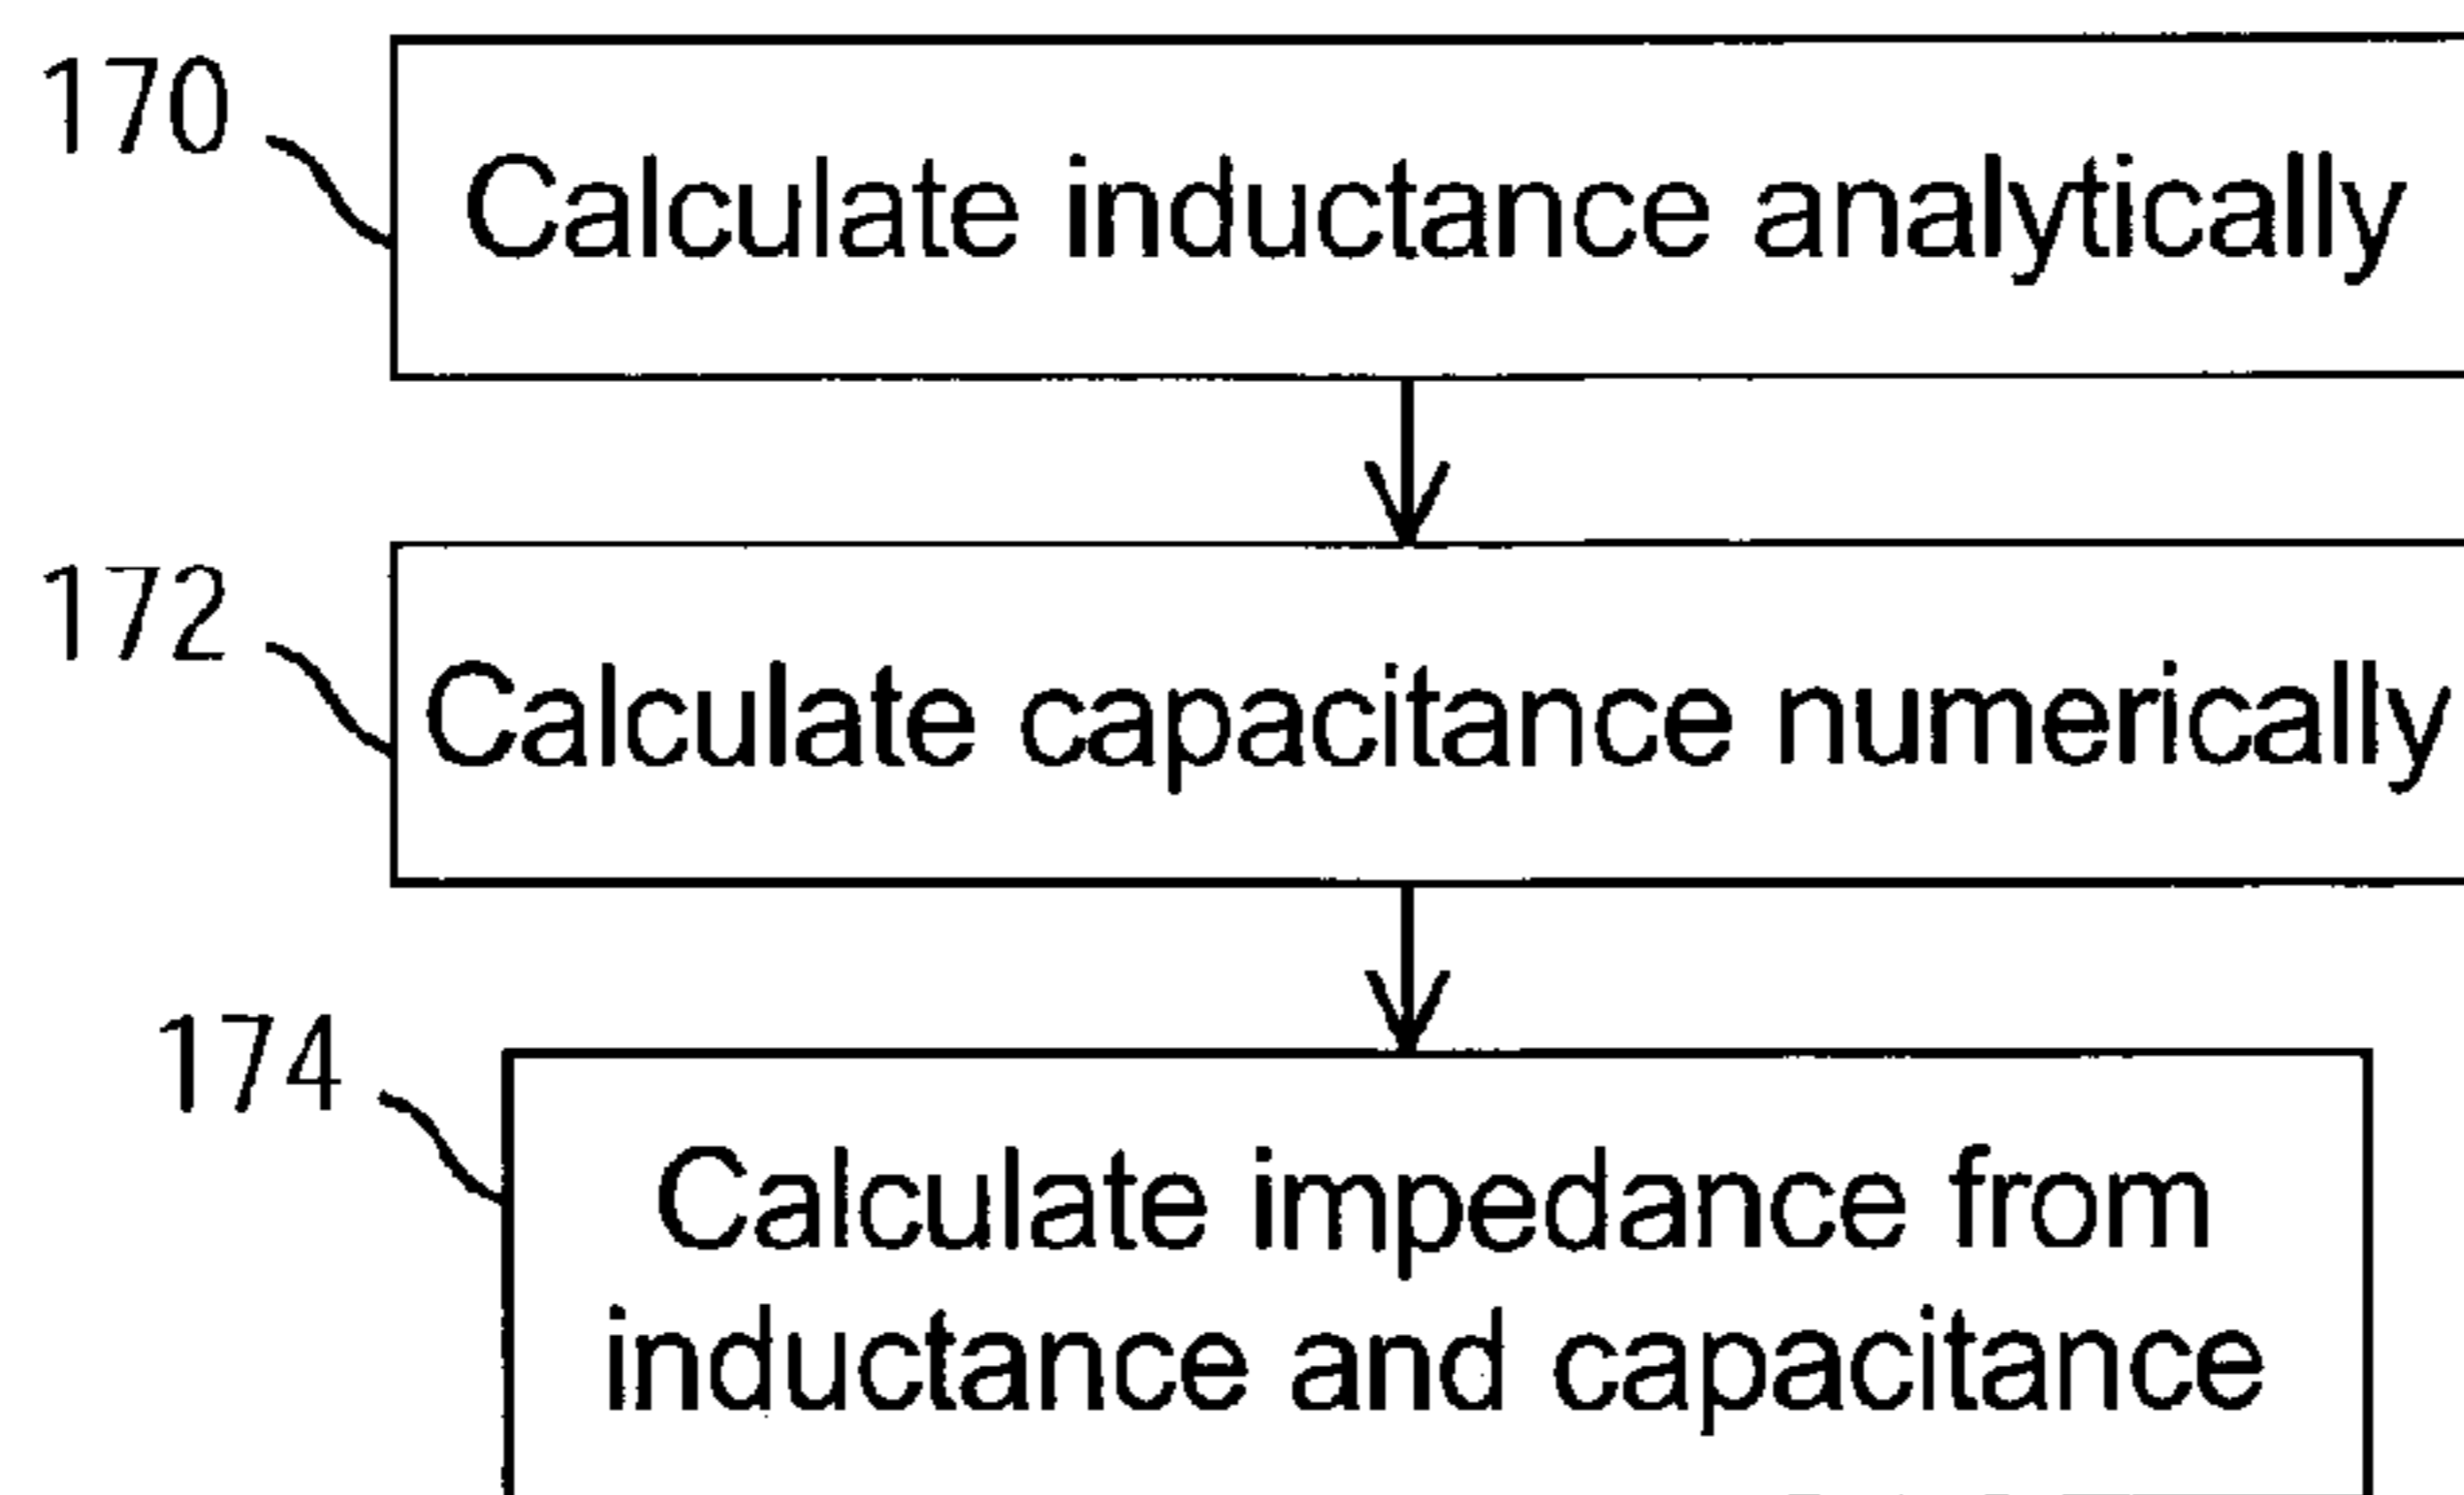 170
Calculate inductance analytically
172
Calculate capacitance numerically
174
Calculate impedance from
inductance and capacitance